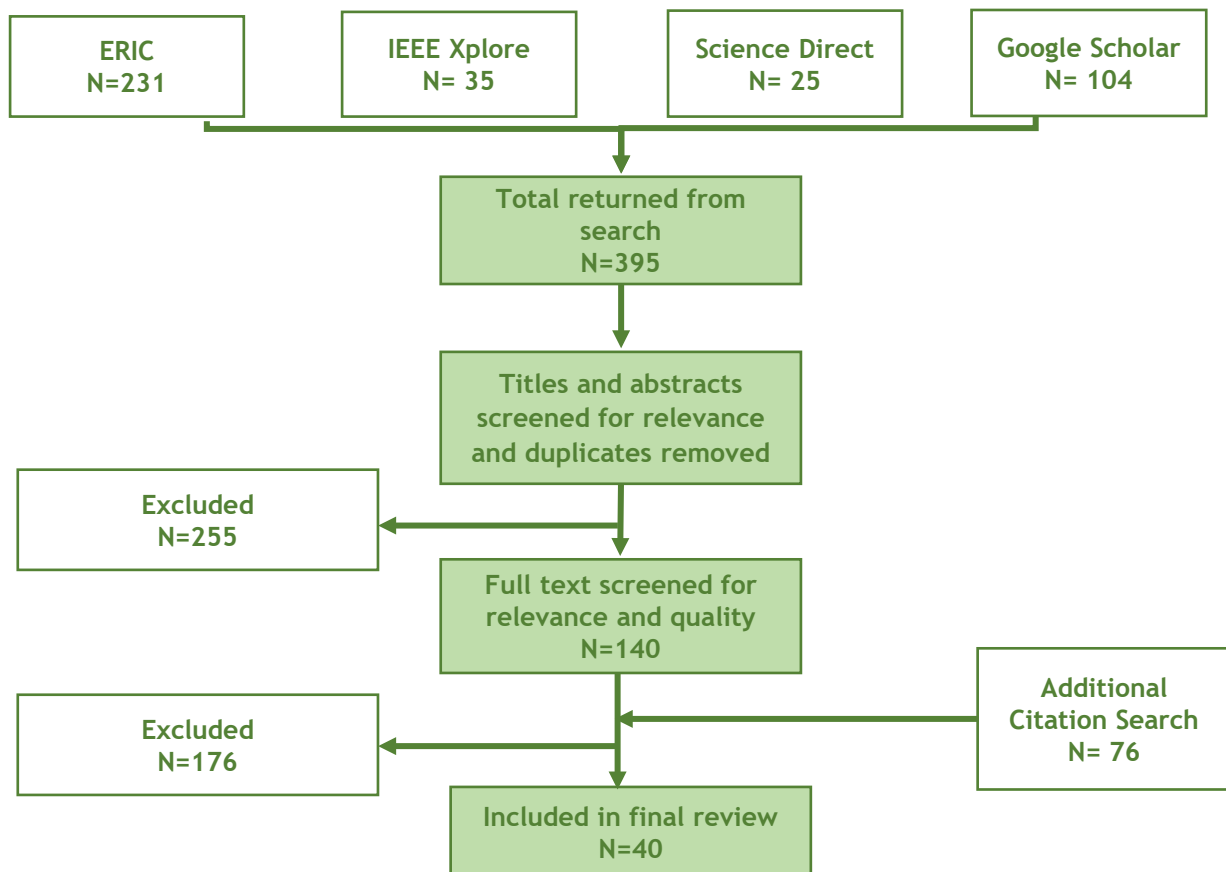 ERIC
N=231
IEEE Xplore
N= 35
Science Direct
N= 25
Google Scholar
N= 104
Total returned from
search
N=395
Titles and abstracts
screened for relevance
and duplicates removed
Excluded
N=255
Full text screened for
relevance and quality
N=140
Additional
Citation Search
N= 76
Excluded
N=176
Included in final review
N=40